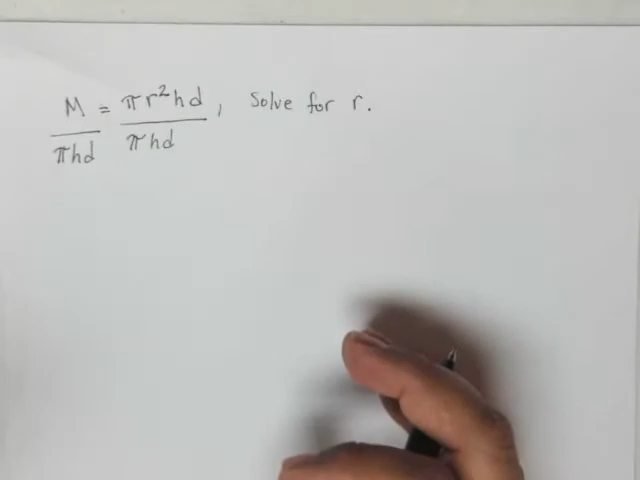 M = πr²hd, Solve for r.
πhd πhd